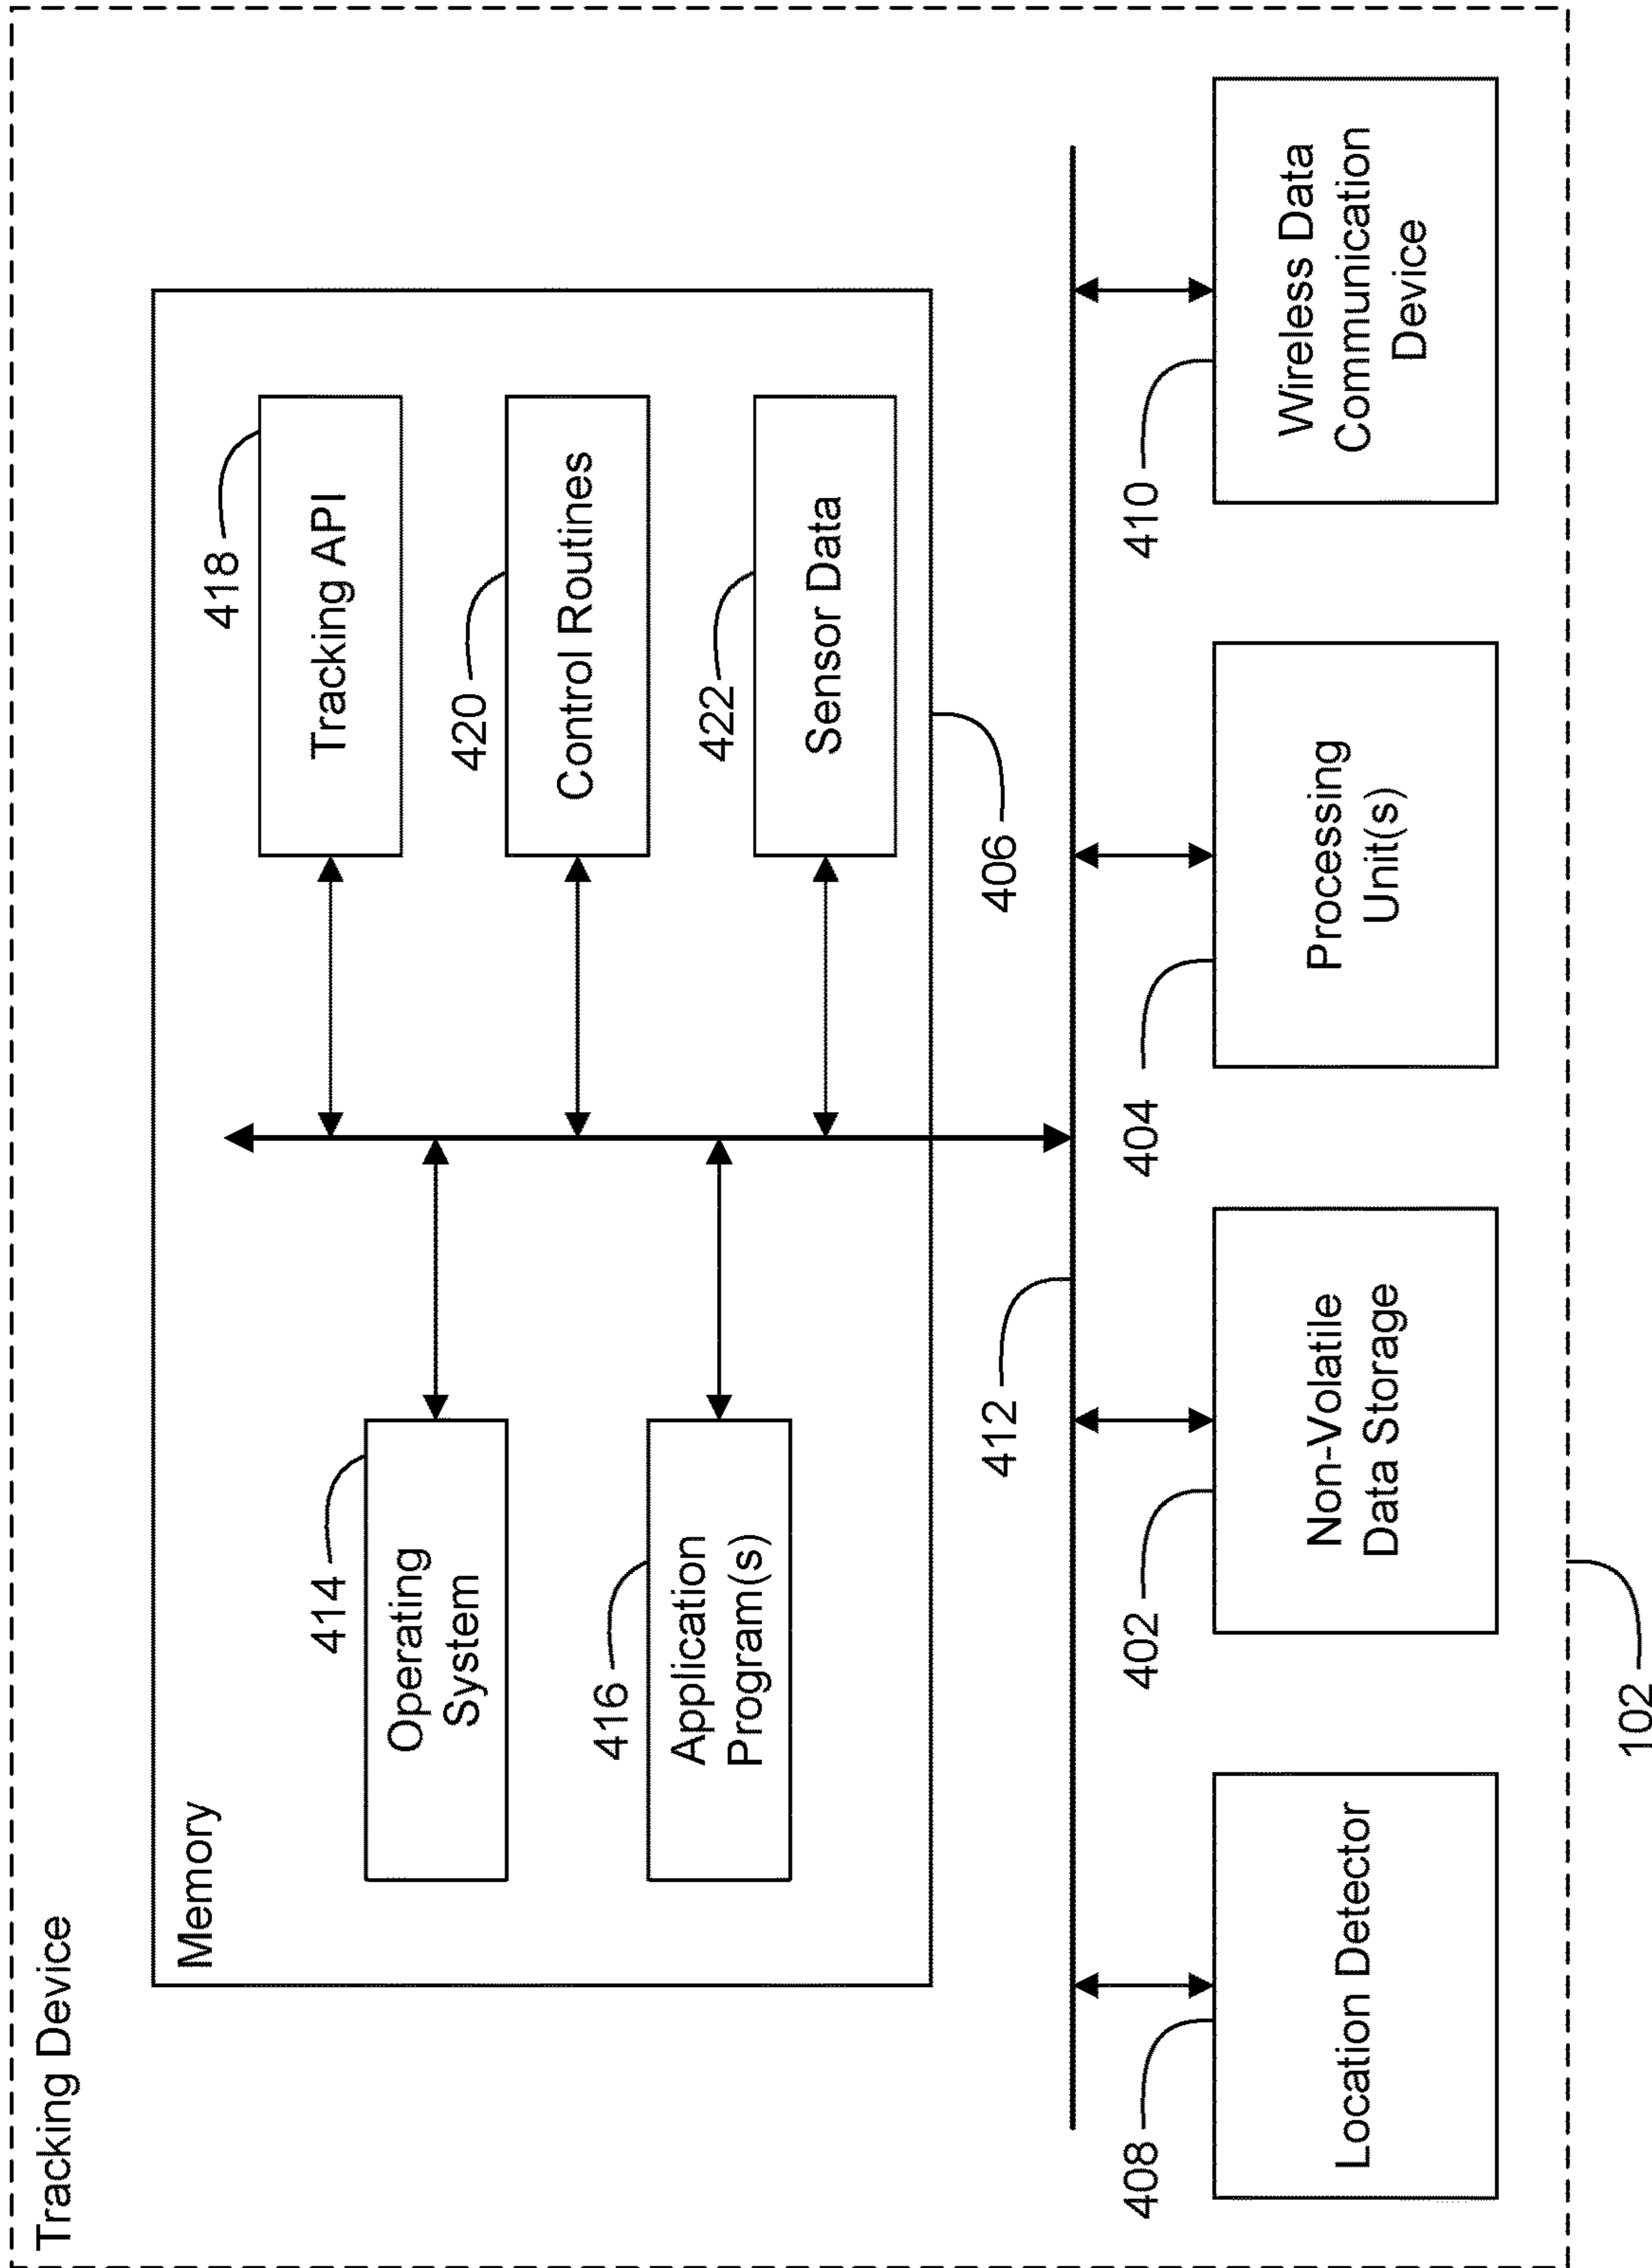 Tracking Device
Memory
414
Operating
System
416
Application
Program(s)
418
Tracking API
420
Control Routines
422
Sensor Data
406
412
408
Location Detector
402
Non-Volatile
Data Storage
404
Processing
Unit(s)
410
Wireless Data
Communication
Device
102